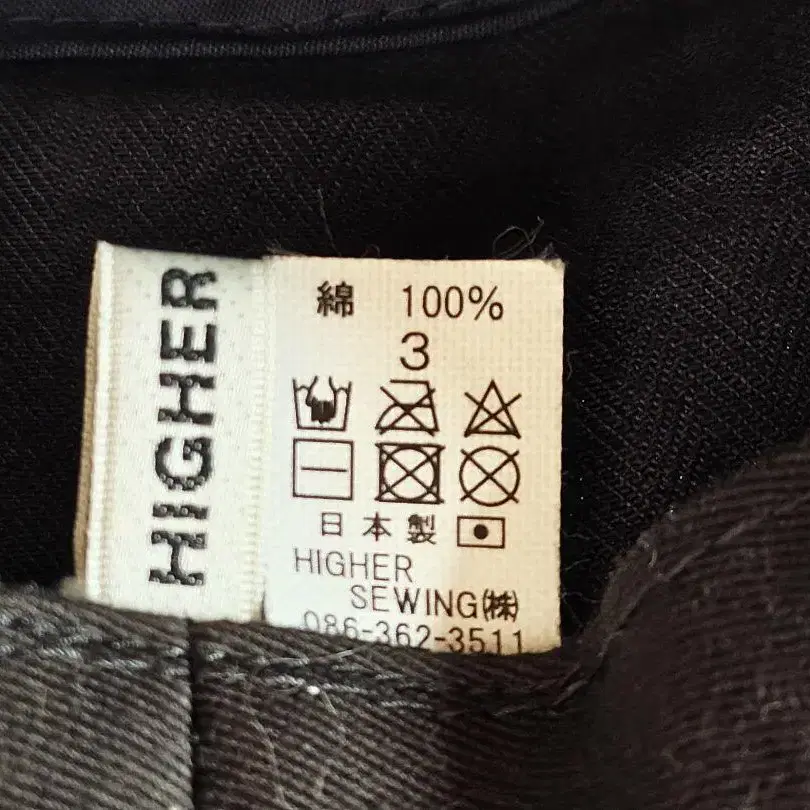 HIGHER
綿 100%
3
日本製
HIGHER
SEWING㈱
086-362-3511